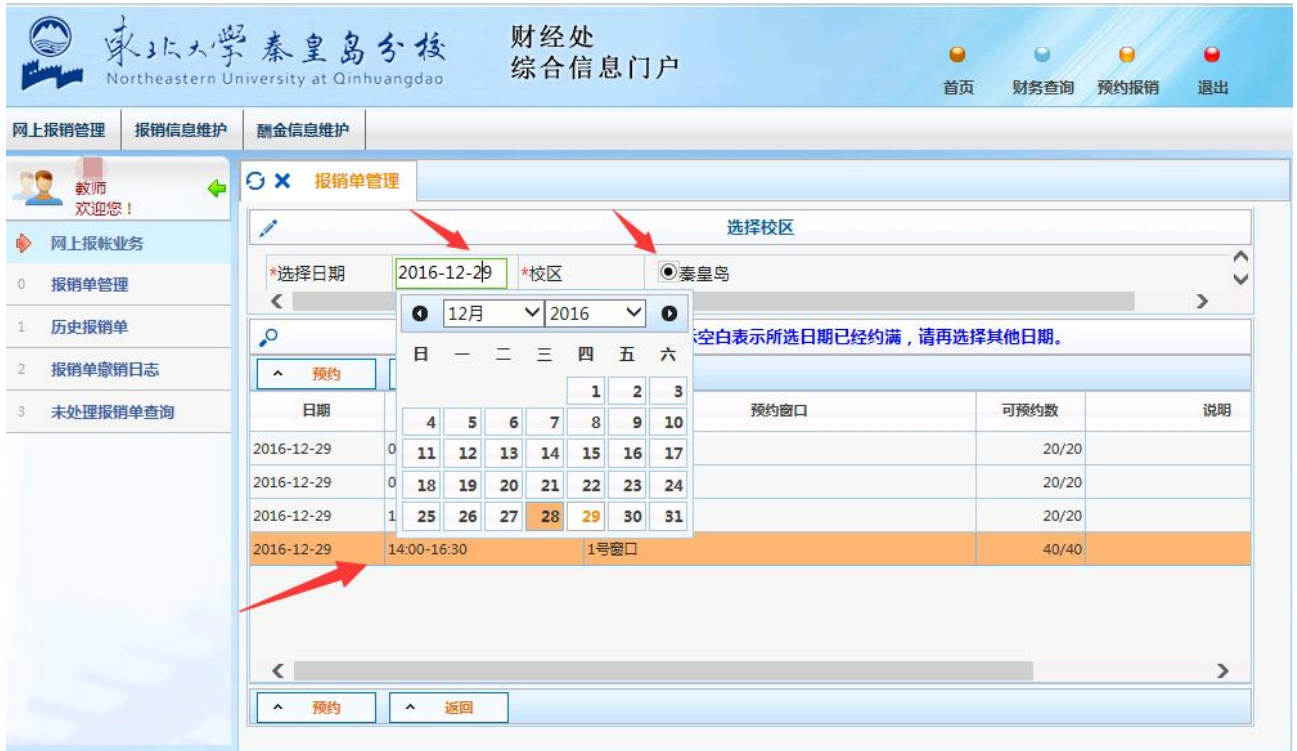 東北大學 秦皇岛分校
Northeastern University at Qinhuangdao
财经处
综合信息门户
首页 财务查询 预约报销 退出
网上报销管理 报销信息维护 酬金信息维护
教师
欢迎您！
网上报帐业务
0 报销单管理
1 历史报销单
2 报销单撤销日志
3 未处理报销单查询
报销单管理
选择校区
*选择日期 2016-12-29 *校区 秦皇岛
12月 2016
日 一 二 三 四 五 六
1 2 3
4 5 6 7 8 9 10
11 12 13 14 15 16 17
18 19 20 21 22 23 24
25 26 27 28 29 30 31
空白表示所选日期已经约满，请再选择其他日期。
预约
日期 预约窗口 可预约数 说明
2016-12-29 0 20/20
2016-12-29 0 20/20
2016-12-29 1 20/20
2016-12-29 14:00-16:30 1号窗口 40/40
预约 返回